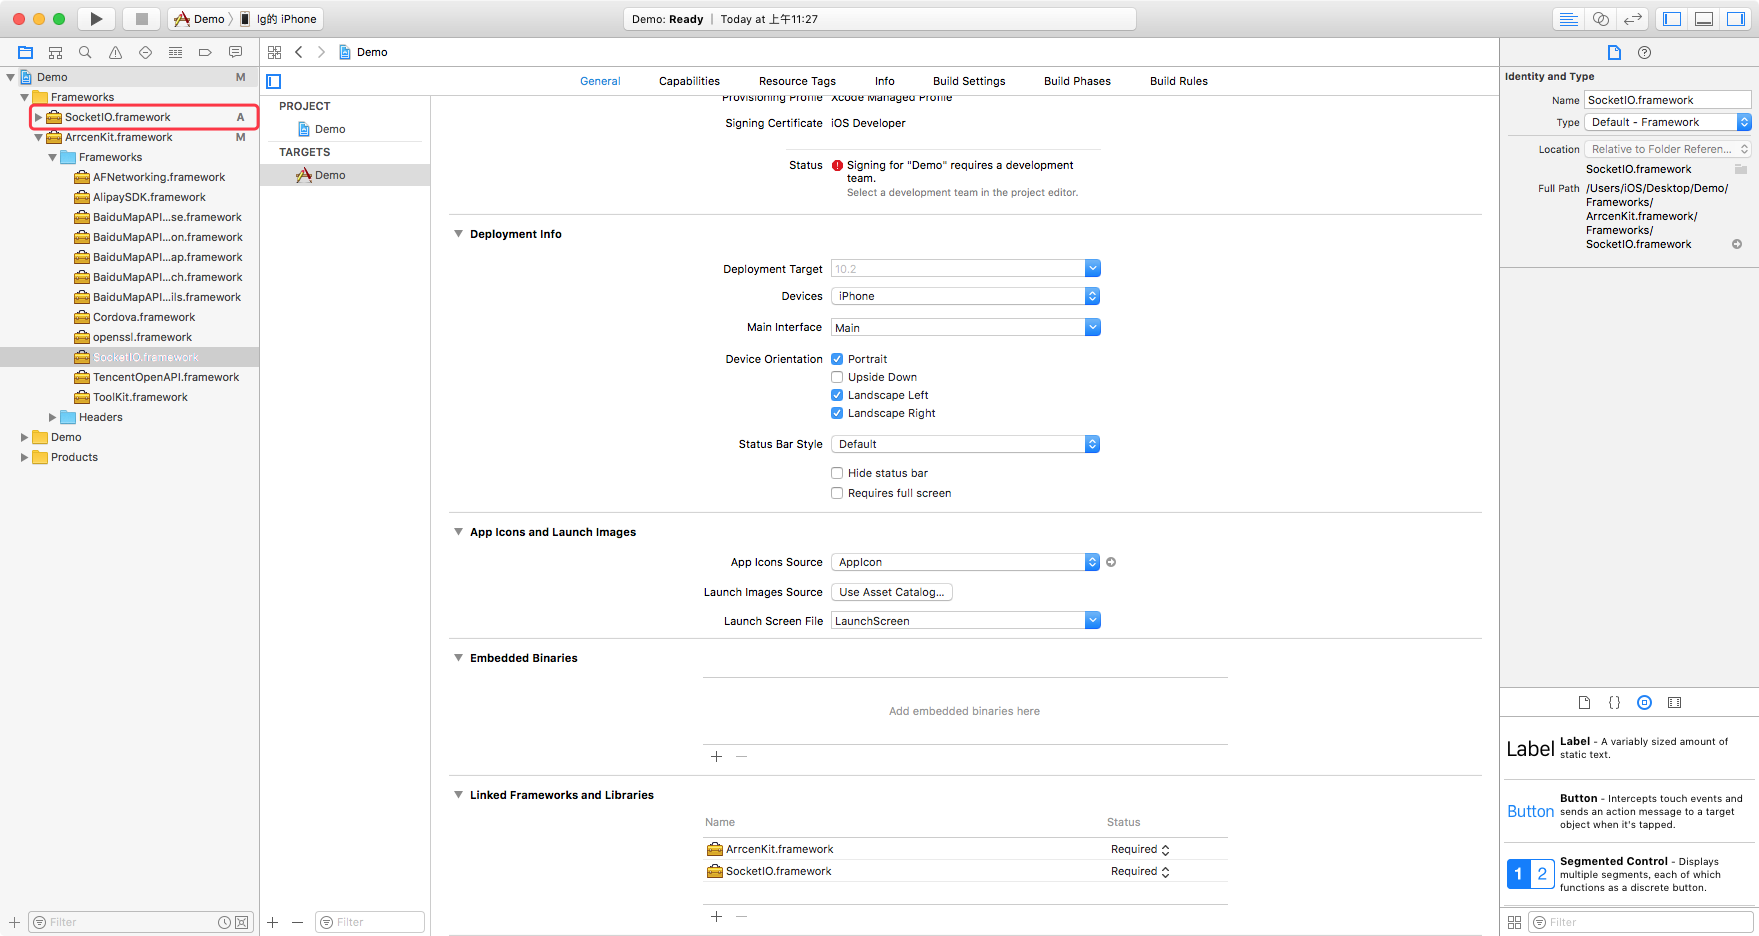 Demo
lg的 iPhone
Demo: Ready | Today at 上午11:27
Demo
M
Frameworks
SocketIO.framework
A
ArrcenKit.framework
M
Frameworks
AFNetworking.framework
AlipaySDK.framework
BaiduMapAPI...se.framework
BaiduMapAPI...on.framework
BaiduMapAPI...ap.framework
BaiduMapAPI...ch.framework
BaiduMapAPI...ils.framework
Cordova.framework
openssl.framework
SocketIO.framework
TencentOpenAPI.framework
ToolKit.framework
Headers
Demo
Products
Filter
Demo
General
Capabilities
Resource Tags
Info
Build Settings
Build Phases
Build Rules
PROJECT
Demo
TARGETS
Demo
Filter
Provisioning Profile Xcode Managed Profile
Signing Certificate iOS Developer
Status Signing for "Demo" requires a development
team.
Select a development team in the project editor.
Deployment Info
Deployment Target 10.2
Devices iPhone
Main Interface Main
Device Orientation Portrait
Upside Down
Landscape Left
Landscape Right
Status Bar Style Default
Hide status bar
Requires full screen
App Icons and Launch Images
App Icons Source AppIcon
Launch Images Source Use Asset Catalog...
Launch Screen File LaunchScreen
Embedded Binaries
Add embedded binaries here
Linked Frameworks and Libraries
Name Status
ArrcenKit.framework Required
SocketIO.framework Required
Identity and Type
Name SocketIO.framework
Type Default - Framework
Location Relative to Folder Referen...
SocketIO.framework
Full Path /Users/iOS/Desktop/Demo/
Frameworks/
ArrcenKit.framework/
Frameworks/
SocketIO.framework
Label Label - A variably sized amount of
static text.
Button Button - Intercepts touch events and
sends an action message to a target
object when it's tapped.
1 2 Segmented Control - Displays
multiple segments, each of which
functions as a discrete button.
Filter